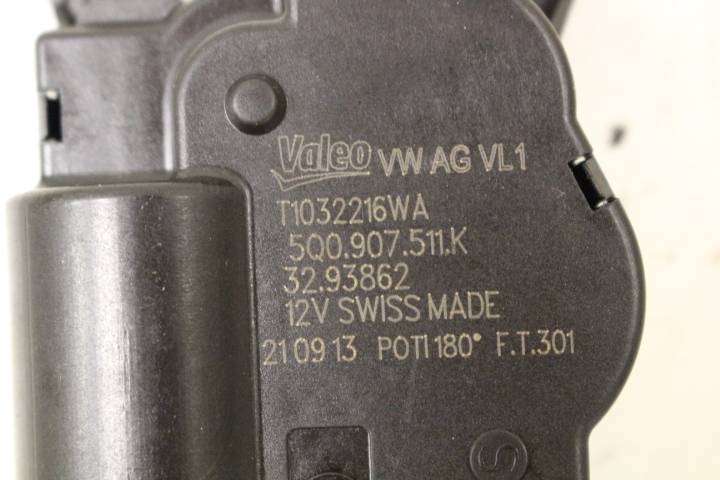 Valeo VW AG VL1
T1032216WA
5Q0.907.511.K
32.93862
12V SWISS MADE
21 09 13 POTI 180° F.T.301
S